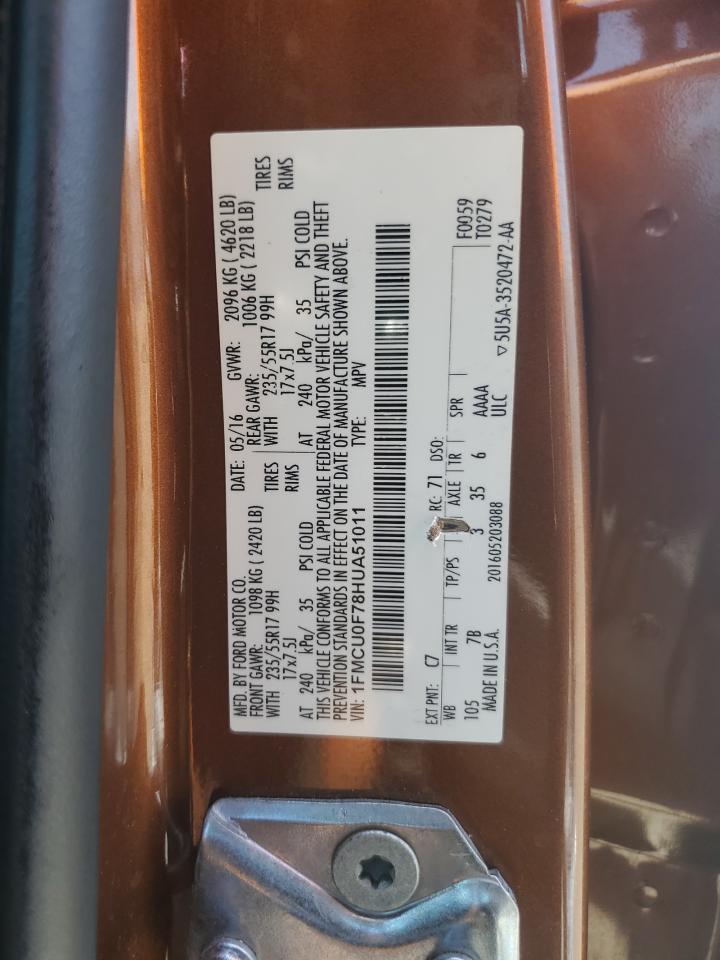 MFD. BY FORD MOTOR CO. DATE: 05/16 GVWR: 2096 KG ( 4620 LB)
FRONT GAWR: 1098 KG (2420 LB) REAR GAWR: 1006 KG ( 2218 LB)
WITH 235/55R17 99H TIRES WITH 235/55R17 99H TIRES
17x7.5J RIMS 17x7.5J RIMS
AT 240 kPa/ 35 PSI COLD AT 240 kPa/ 35 PSI COLD
THIS VEHICLE CONFORMS TO ALL APPLICABLE FEDERAL MOTOR VEHICLE SAFETY AND THEFT
PREVENTION STANDARDS IN EFFECT ON THE DATE OF MANUFACTURE SHOWN ABOVE.
VIN: 1FMCU0F78HUA51011 TYPE: MPV
EXT PNT: C7 RC: 71 DSO: F0059
WB INT TR TP/PS AXLE TR SPR T0279
105 7B 3 35 6 AAAA
MADE IN U.S.A. 201605203088 ULC ▽5U5A-3520472-AA